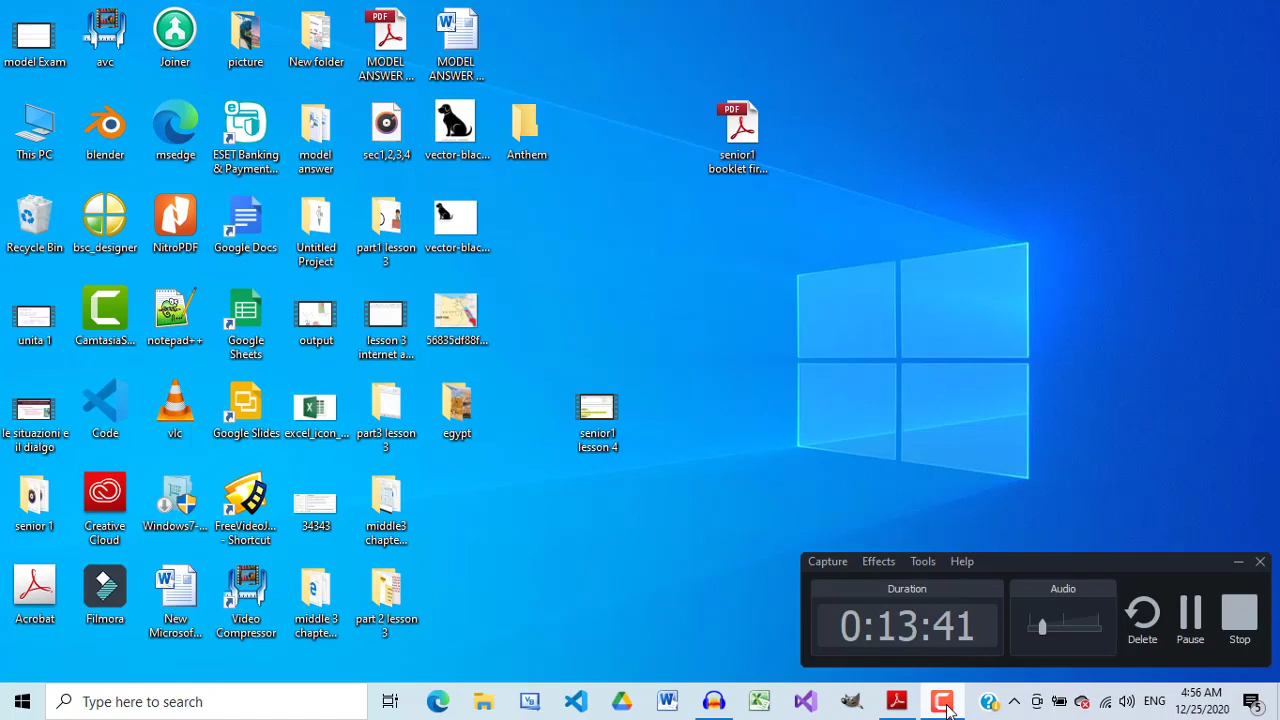 model Exam
avc
Joiner
picture
New folder
MODEL
ANSWER ...
MODEL
ANSWER ...
This PC
blender
msedge
ESET Banking
& Payment...
model
answer
sec1,2,3,4
vector-blac...
Anthem
PDF
senior1
booklet fir...
Recycle Bin
bsc_designer
NitroPDF
Google Docs
Untitled
Project
part1 lesson
3
vector-blac...
unita 1
CamtasiaS...
notepad++
Google
Sheets
output
lesson 3
internet a...
56835df88f...
le situazioni e
il dialgo
Code
vlc
Google Slides
excel_icon_...
part3 lesson
3
egypt
senior1
lesson 4
senior 1
Creative
Cloud
Windows7-...
FreeVideoJ...
- Shortcut
34343
middle3
chapte...
Acrobat
Filmora
New
Microsof...
Video
Compressor
middle 3
chapte...
part 2 lesson
3
Capture Effects Tools Help
Duration
0:13:41
Audio
Delete
Pause
Stop
Type here to search
ENG
4:56 AM
12/25/2020
5